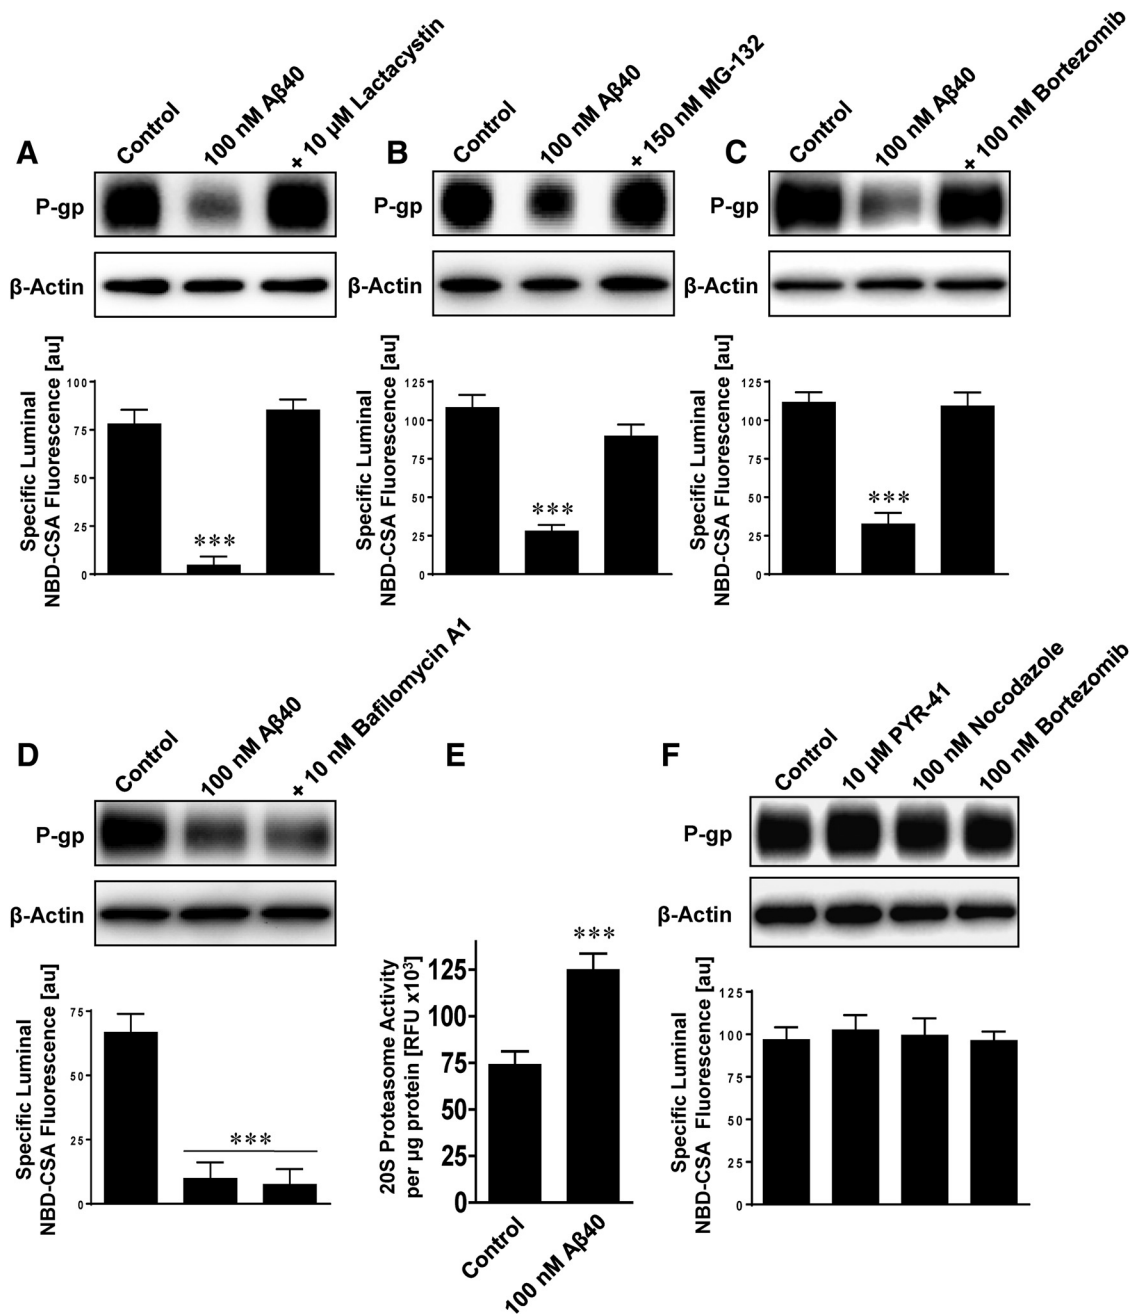 A
Control
100 nM Aβ40
+ 10 µM Lactacystin
P-gp
β-Actin
Specific Luminal
NBD-CSA Fluorescence [au]
100
75
50
25
0
***
B
Control
100 nM Aβ40
+ 150 nM MG-132
P-gp
β-Actin
Specific Luminal
NBD-CSA Fluorescence [au]
125
100
75
50
25
0
***
C
Control
100 nM Aβ40
+ 100 nM Bortezomib
P-gp
β-Actin
Specific Luminal
NBD-CSA Fluorescence [au]
125
100
75
50
25
0
***
D
Control
100 nM Aβ40
+ 10 nM Bafilomycin A1
P-gp
β-Actin
Specific Luminal
NBD-CSA Fluorescence [au]
75
50
25
0
***
E
20S Proteasome Activity
per µg protein [RFU x10³]
125
100
75
50
25
0
***
Control
100 nM Aβ40
F
Control
10 µM PYR-41
100 nM Nocodazole
100 nM Bortezomib
P-gp
β-Actin
Specific Luminal
NBD-CSA Fluorescence [au]
125
100
75
50
25
0